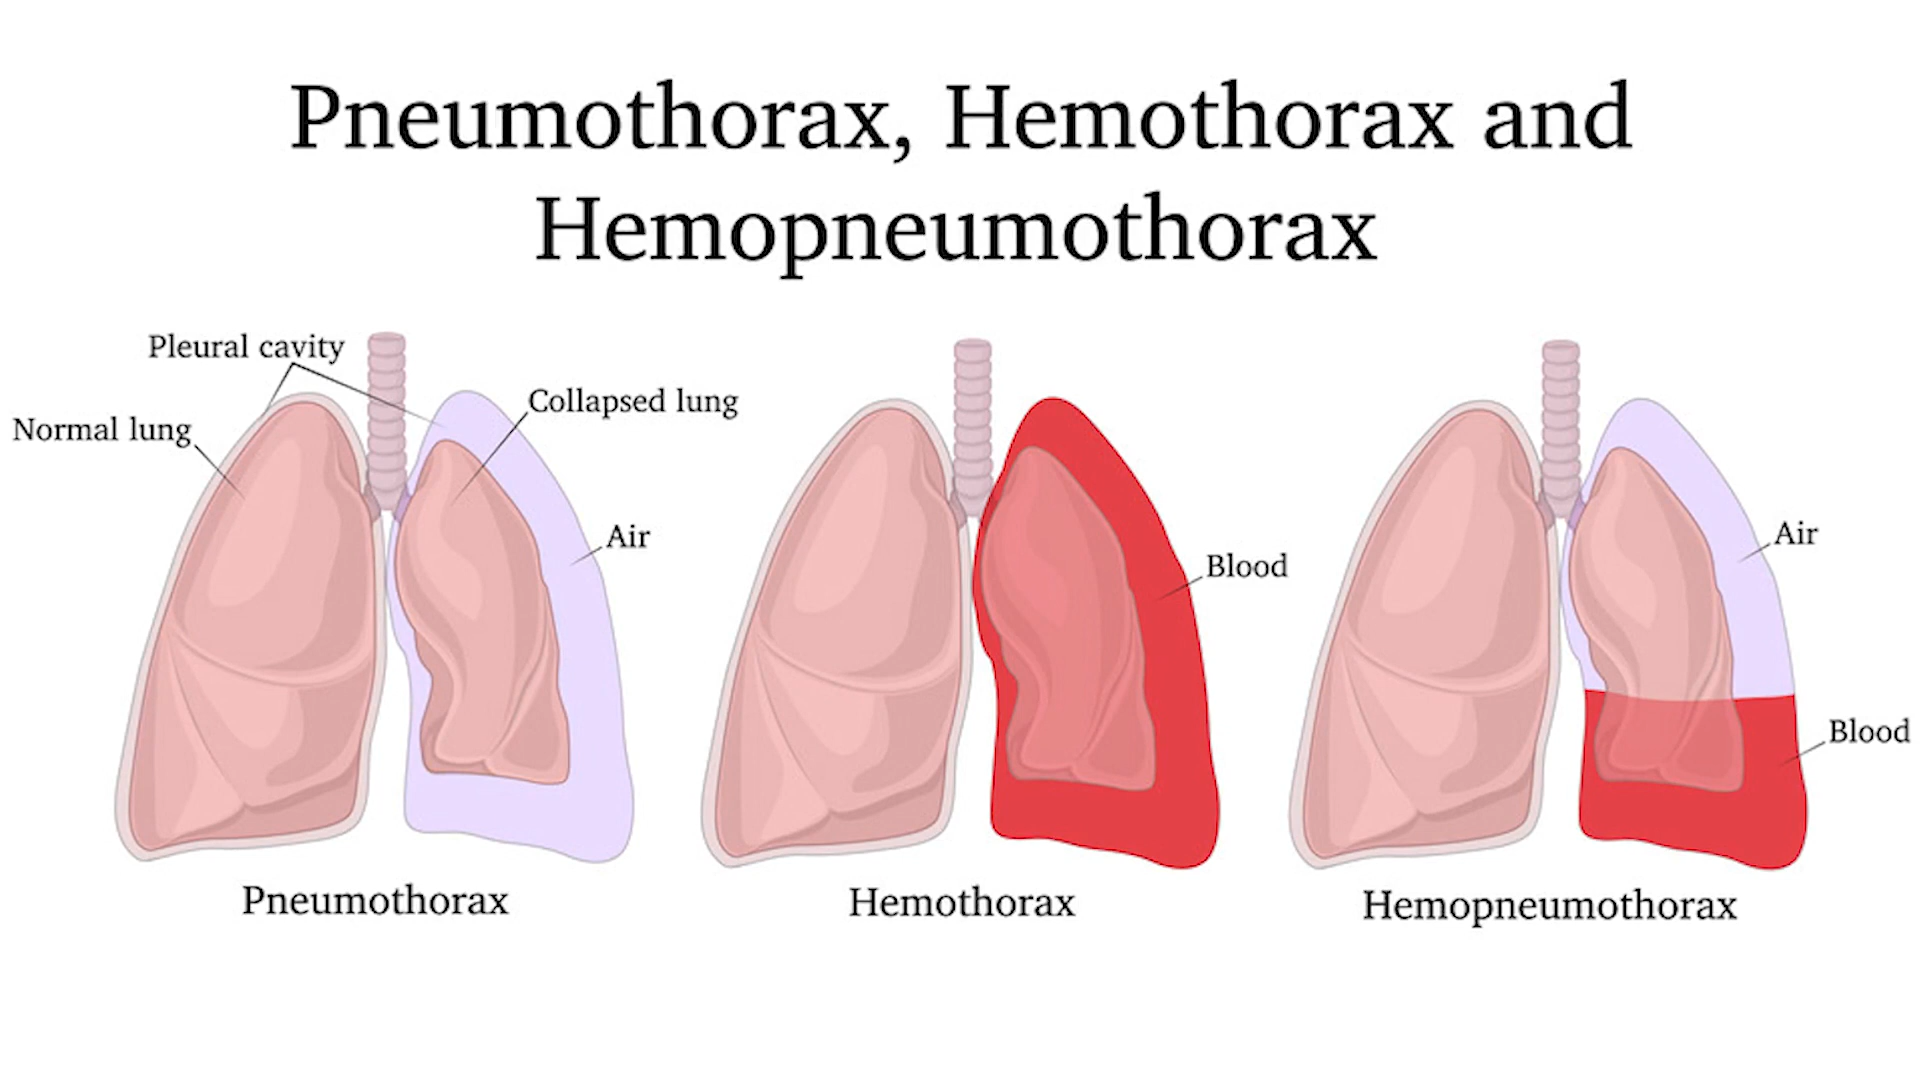 Pneumothorax, Hemothorax and
Hemopneumothorax
Pleural cavity
Normal lung
Collapsed lung
Air
Pneumothorax
Blood
Hemothorax
Air
Blood
Hemopneumothorax